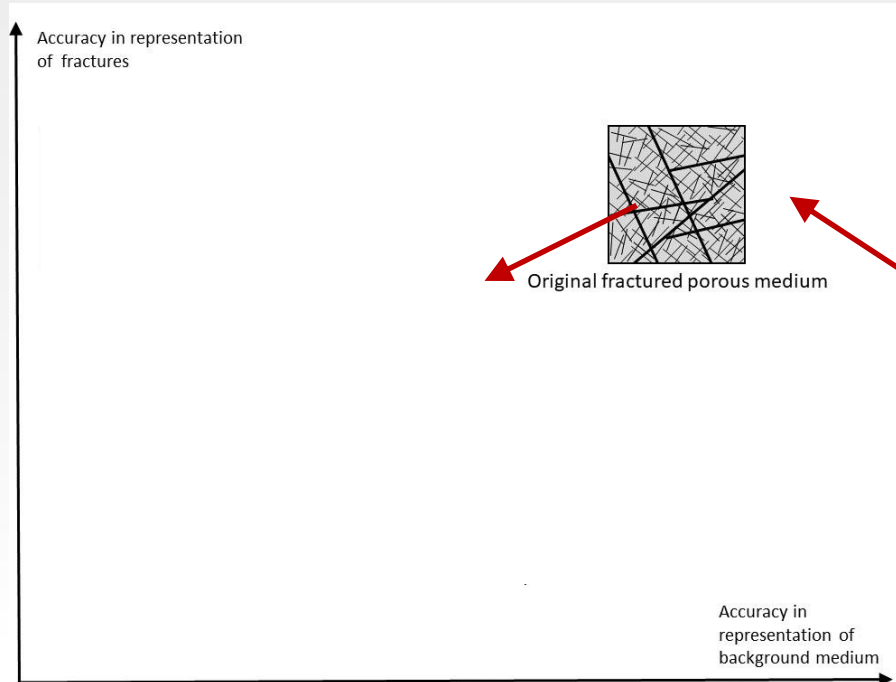 Accuracy in representation
of fractures
Original fractured porous medium
Accuracy in
representation of
background medium